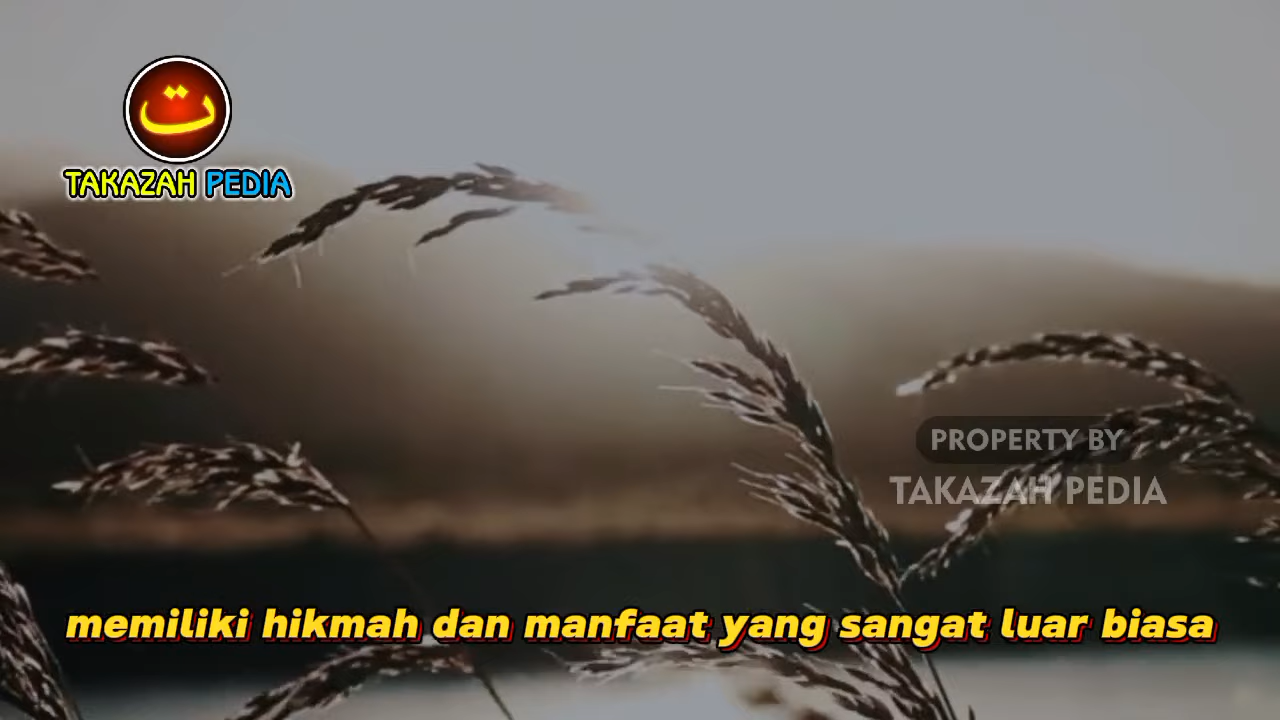 ت
TAKAZAH PEDIA
PROPERTY BY
TAKAZAH PEDIA
memiliki hikmah dan manfaat yang sangat luar biasa